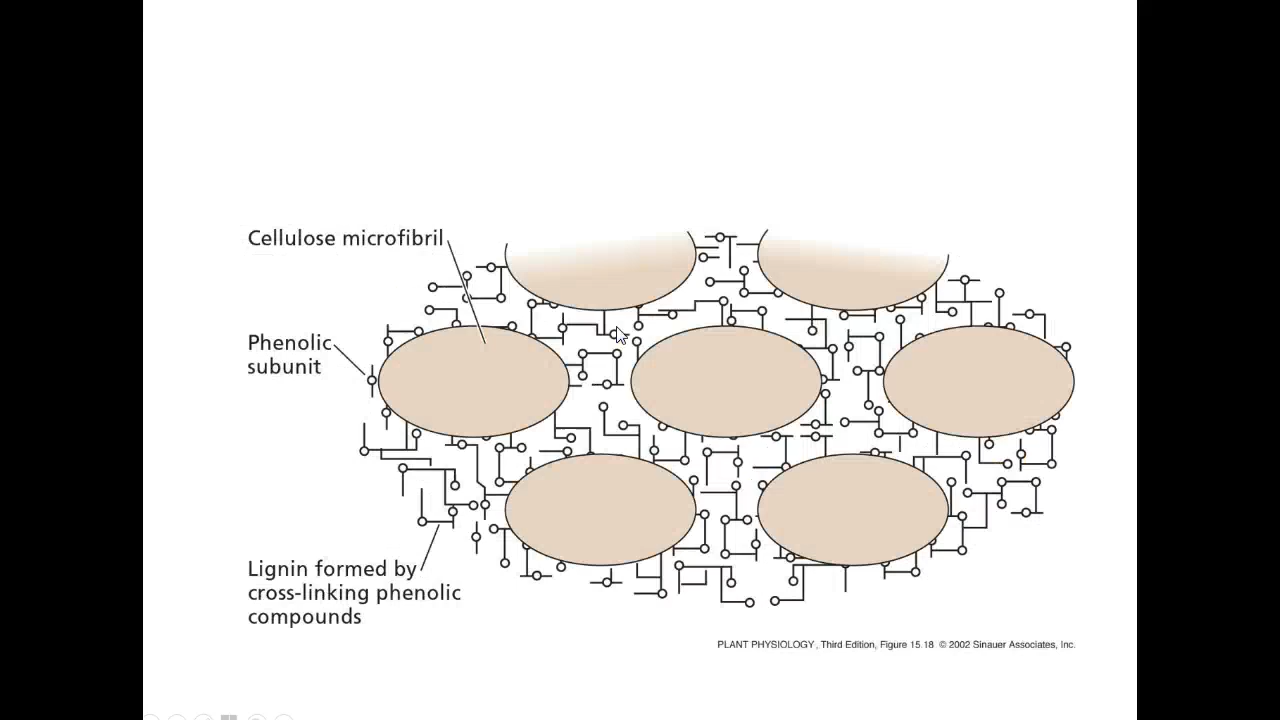 Cellulose microfibril
Phenolic
subunit
Lignin formed by
cross-linking phenolic
compounds
PLANT PHYSIOLOGY, Third Edition, Figure 15.18 © 2002 Sinauer Associates, Inc.